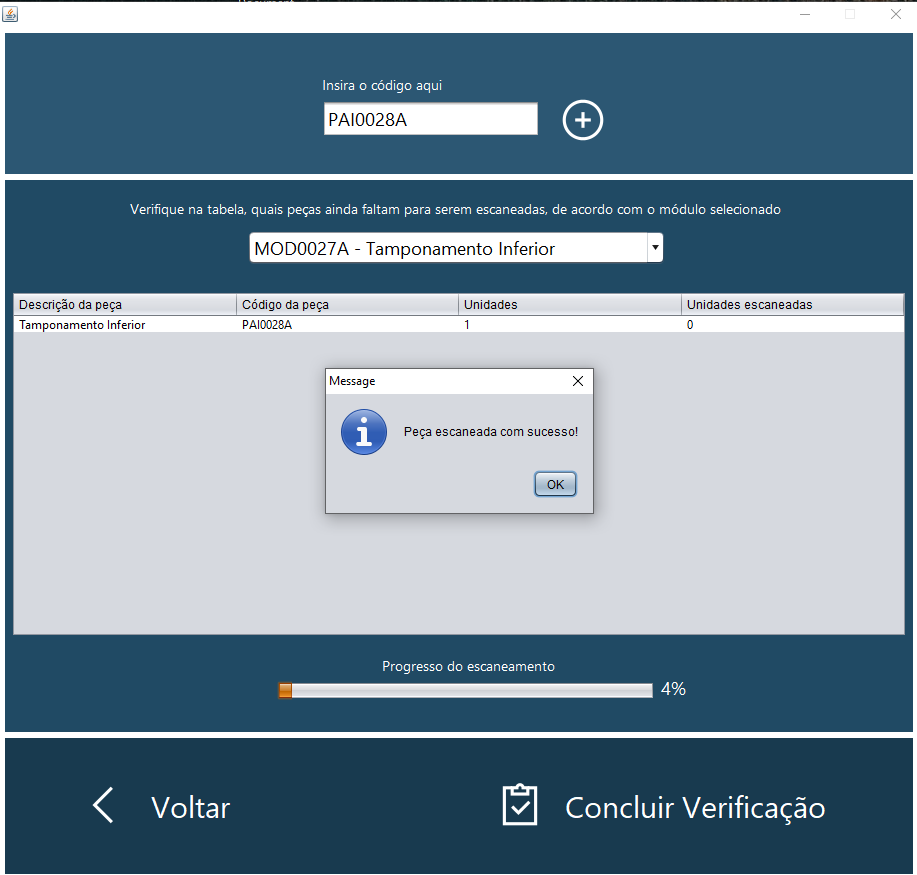 Insira o código aqui
PAI0028A
Verifique na tabela, quais peças ainda faltam para serem escaneadas, de acordo com o módulo selecionado
MOD0027A - Tamponamento Inferior
Descrição da peça Código da peça Unidades Unidades escaneadas
Tamponamento Inferior PAI0028A 1 0
Message
Peça escaneada com sucesso!
OK
Progresso do escaneamento
4%
Voltar Concluir Verificação